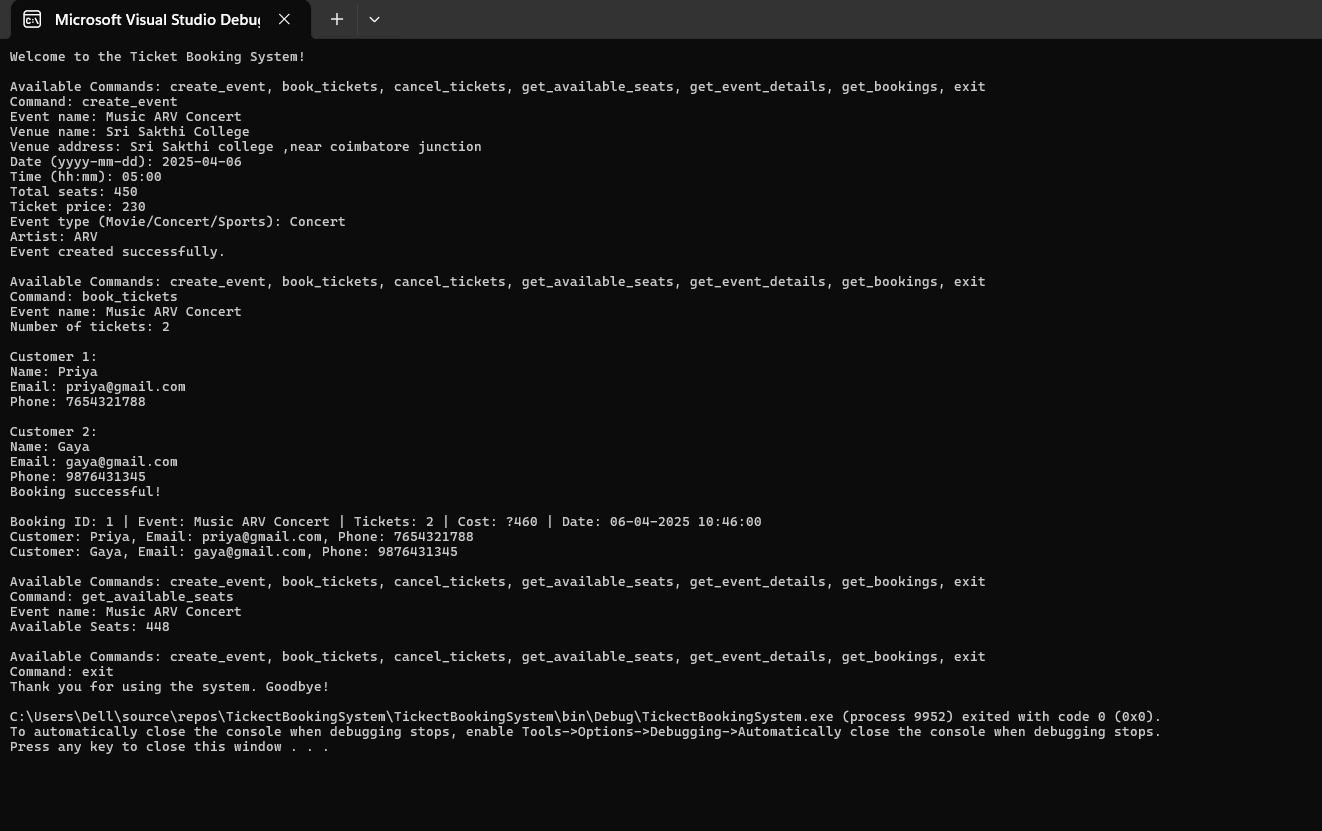 Microsoft Visual Studio Debug
Welcome to the Ticket Booking System!
Available Commands: create_event, book_tickets, cancel_tickets, get_available_seats, get_event_details, get_bookings, exit
Command: create_event
Event name: Music ARV Concert
Venue name: Sri Sakthi College
Venue address: Sri Sakthi college ,near coimbatore junction
Date (yyyy-mm-dd): 2025-04-06
Time (hh:mm): 05:00
Total seats: 450
Ticket price: 230
Event type (Movie/Concert/Sports): Concert
Artist: ARV
Event created successfully.
Available Commands: create_event, book_tickets, cancel_tickets, get_available_seats, get_event_details, get_bookings, exit
Command: book_tickets
Event name: Music ARV Concert
Number of tickets: 2
Customer 1:
Name: Priya
Email: priya@gmail.com
Phone: 7654321788
Customer 2:
Name: Gaya
Email: gaya@gmail.com
Phone: 9876431345
Booking successful!
Booking ID: 1 | Event: Music ARV Concert | Tickets: 2 | Cost: ?460 | Date: 06-04-2025 10:46:00
Customer: Priya, Email: priya@gmail.com, Phone: 7654321788
Customer: Gaya, Email: gaya@gmail.com, Phone: 9876431345
Available Commands: create_event, book_tickets, cancel_tickets, get_available_seats, get_event_details, get_bookings, exit
Command: get_available_seats
Event name: Music ARV Concert
Available Seats: 448
Available Commands: create_event, book_tickets, cancel_tickets, get_available_seats, get_event_details, get_bookings, exit
Command: exit
Thank you for using the system. Goodbye!
C:\Users\Dell\source\repos\TickectBookingSystem\TickectBookingSystem\bin\Debug\TickectBookingSystem.exe (process 9952) exited with code 0 (0x0).
To automatically close the console when debugging stops, enable Tools->Options->Debugging->Automatically close the console when debugging stops.
Press any key to close this window . . .